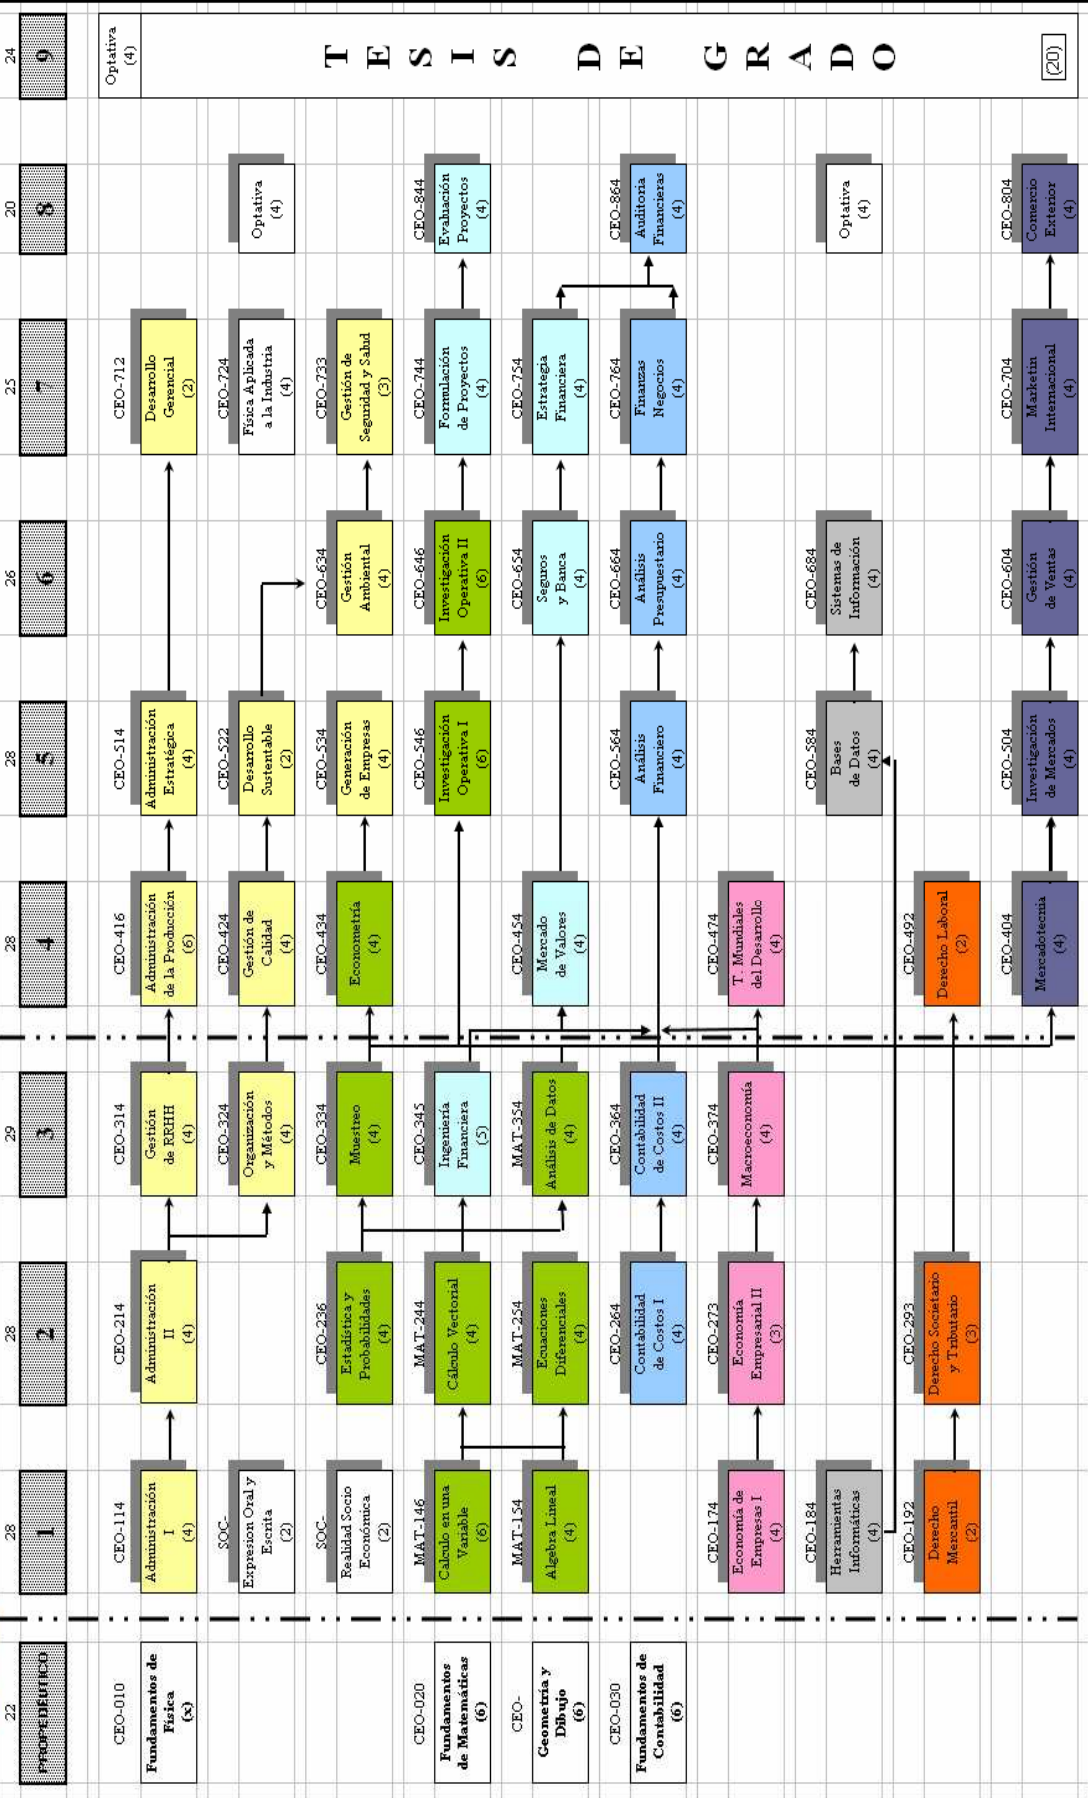 22
28
28
29
28
28
26
25
20
24
PROPEDÉUTICO
1
2
3
4
5
6
7
8
9
CEO-010
Fundamentos de
Física
(x)
CEO-114
Administración
I
(4)
CEO-214
Administración
II
(4)
CEO-314
Gestión
de RRHH
(4)
CEO-416
Administración
de la Producción
(6)
CEO-514
Administración
Estratégica
(4)
CEO-712
Desarrollo
Gerencial
(2)
Optativa
(4)
SOC-
Expresion Oral y
Escrita
(2)
CEO-324
Organización
y Métodos
(4)
CEO-424
Gestión de
Calidad
(4)
CEO-522
Desarrollo
Sustentable
(2)
CEO-724
Física Aplicada
a la Industria
(4)
Optativa
(4)
SOC-
Realidad Socio
Económica
(2)
CEO-236
Estadística y
Probabilidades
(4)
CEO-334
Muestreo
(4)
CEO-434
Econometría
(4)
CEO-534
Generación
de Empresas
(4)
CEO-634
Gestión
Ambiental
(4)
CEO-733
Gestión de
Seguridad y Salud
(3)
CEO-020
Fundamentos
de Matemáticas
(6)
MAT-146
Calculo en una
Variable
(6)
MAT-244
Cálculo Vectorial
(4)
CEO-345
Ingeniería
Financiera
(5)
CEO-546
Investigación
Operativa I
(6)
CEO-646
Investigación
Operativa II
(6)
CEO-744
Formulación
de Proyectos
(4)
CEO-844
Evaluación
Proyectos
(4)
CEO-
Geometría y
Dibujo
(6)
MAT-154
Algebra Lineal
(4)
MAT-254
Ecuaciones
Diferenciales
(4)
MAT-354
Análisis de Datos
(4)
CEO-454
Mercado
de Valores
(4)
CEO-654
Seguros
y Banca
(4)
CEO-754
Estrategia
Financiera
(4)
CEO-030
Fundamentos de
Contabilidad
(6)
CEO-264
Contabilidad
de Costos I
(4)
CEO-364
Contabilidad
de Costos II
(4)
CEO-564
Análisis
Financiero
(4)
CEO-664
Análisis
Presupuestario
(4)
CEO-764
Finanzas
Negocios
(4)
CEO-864
Auditoria
Financieras
(4)
CEO-174
Economía de
Empresas I
(4)
CEO-273
Economía
Empresarial II
(3)
CEO-374
Macroeconomía
(4)
CEO-474
T. Mundiales
del Desarrollo
(4)
CEO-184
Herramientas
Informáticas
(4)
CEO-584
Bases
de Datos
(4)
CEO-684
Sistemas de
Información
(4)
Optativa
(4)
CEO-192
Derecho
Mercantil
(2)
CEO-293
Derecho Societario
y Tributario
(3)
CEO-492
Derecho Laboral
(2)
CEO-404
Mercadotecnia
(4)
CEO-504
Investigación
de Mercados
(4)
CEO-604
Gestión
de Ventas
(4)
CEO-704
Marketin
Internacional
(4)
CEO-804
Comercio
Exterior
(4)
TESIS DE GRADO
(20)